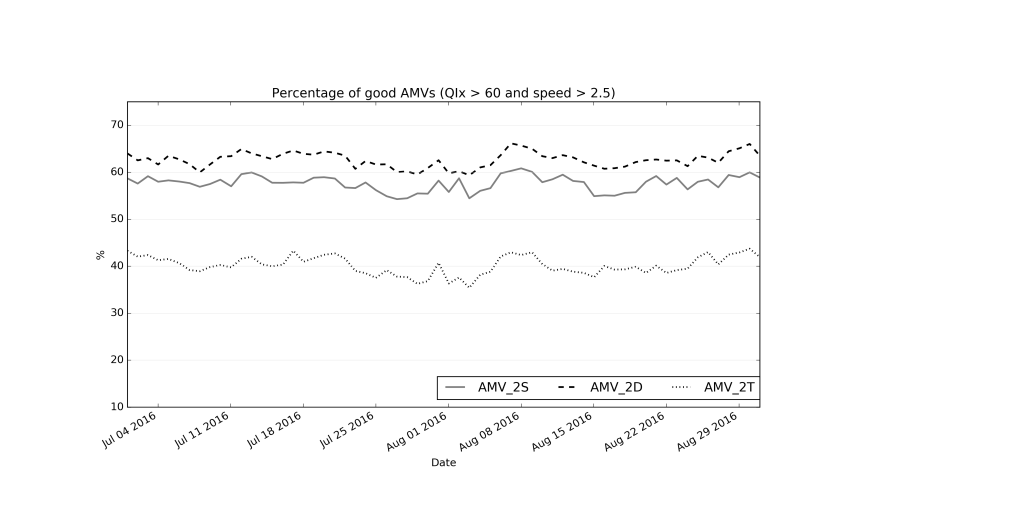 Percentage of good AMVs (QIx > 60 and speed > 2.5)
70
60
50
40
30
20
10
%
AMV_2S AMV_2D AMV_2T
Jul 04 2016 Jul 11 2016 Jul 18 2016 Jul 25 2016 Aug 01 2016 Aug 08 2016 Aug 15 2016 Aug 22 2016 Aug 29 2016
Date